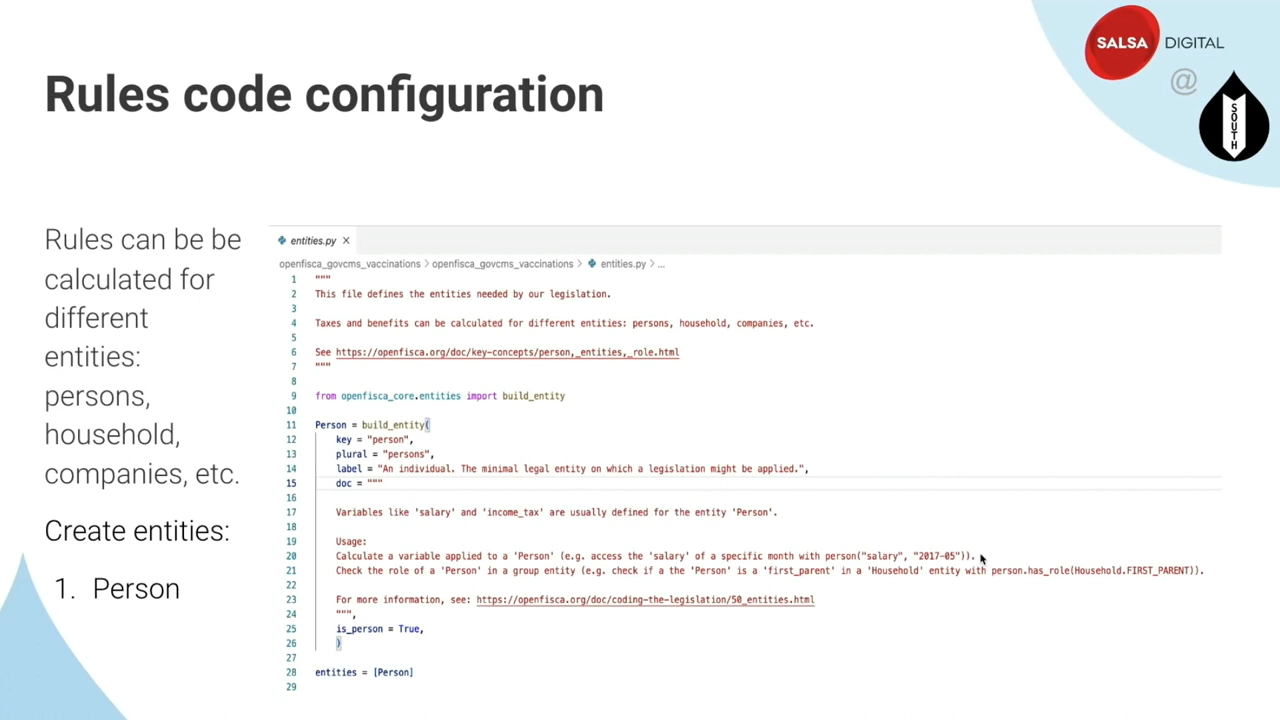 SALSA DIGITAL
@
SOUTH
Rules code configuration
Rules can be be
calculated for
different
entities:
persons,
household,
companies, etc.
Create entities:
1. Person
entities.py ×
openfisca_govcms_vaccinations > openfisca_govcms_vaccinations > entities.py > ...
1 """
2 This file defines the entities needed by our legislation.
3
4 Taxes and benefits can be calculated for different entities: persons, household, companies, etc.
5
6 See https://openfisca.org/doc/key-concepts/person,_entities,_role.html
7 """
8
9 from openfisca_core.entities import build_entity
10
11 Person = build_entity(
12 key = "person",
13 plural = "persons",
14 label = "An individual. The minimal legal entity on which a legislation might be applied.",
15 doc = """
16
17 Variables like 'salary' and 'income_tax' are usually defined for the entity 'Person'.
18
19 Usage:
20 Calculate a variable applied to a 'Person' (e.g. access the 'salary' of a specific month with person("salary", "2017-05")).
21 Check the role of a 'Person' in a group entity (e.g. check if a the 'Person' is a 'first_parent' in a 'Household' entity with person.has_role(Household.FIRST_PARENT)).
22
23 For more information, see: https://openfisca.org/doc/coding-the-legislation/50_entities.html
24 """,
25 is_person = True,
26 )
27
28 entities = [Person]
29